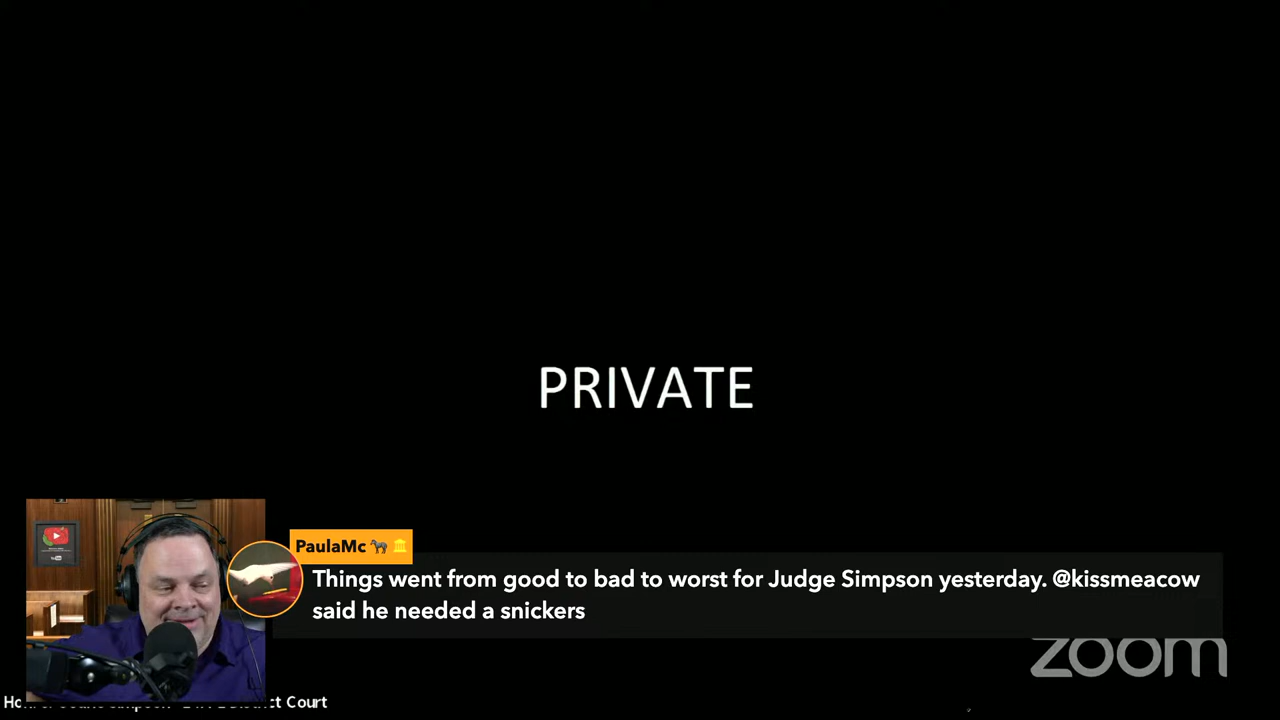 PRIVATE
PaulaMc
Things went from good to bad to worst for Judge Simpson yesterday. @kissmeacow
said he needed a snickers
zoom
District Court